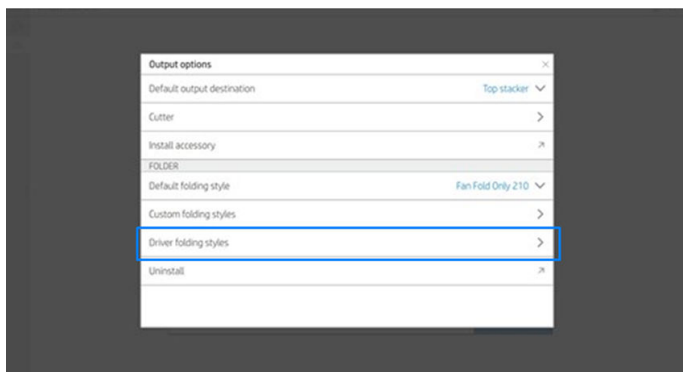 Output options
Default output destination Top stacker
Cutter
Install accessory
FOLDER
Default folding style Fan Fold Only 210
Custom folding styles
Driver folding styles
Uninstall